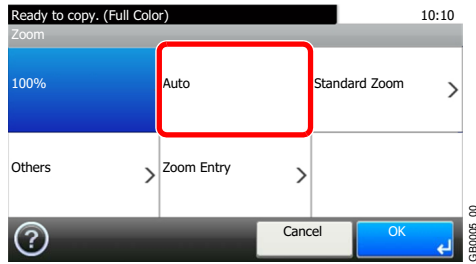 Ready to copy. (Full Color) 10:10
Zoom
100% Auto Standard Zoom
Others Zoom Entry
? Cancel OK
GB0005_00